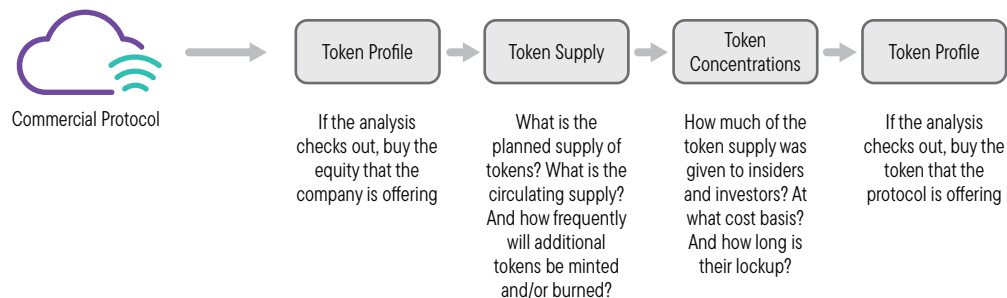 Commercial Protocol
Token Profile
If the analysis
checks out, buy the
equity that the
company is offering
Token Supply
What is the
planned supply of
tokens? What is the
circulating supply?
And how frequently
will additional
tokens be minted
and/or burned?
Token
Concentrations
How much of the
token supply was
given to insiders
and investors? At
what cost basis?
And how long is
their lockup?
Token Profile
If the analysis
checks out, buy the
token that the
protocol is offering